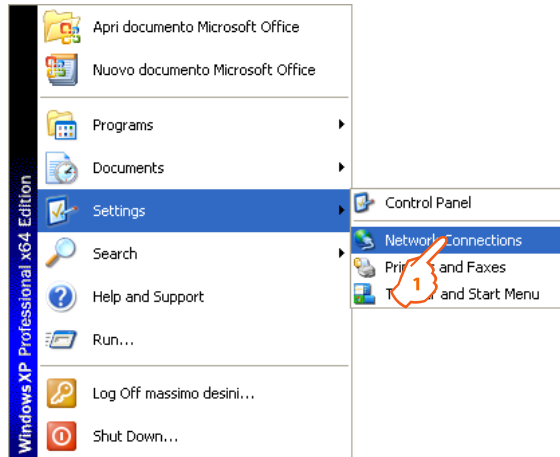 Apri documento Microsoft Office
Nuovo documento Microsoft Office
Programs
Documents
Settings
Search
Help and Support
Run...
Log Off massimo desini...
Shut Down...
Windows XP Professional x64 Edition
Control Panel
Network Connections
and Faxes
and Start Menu
1